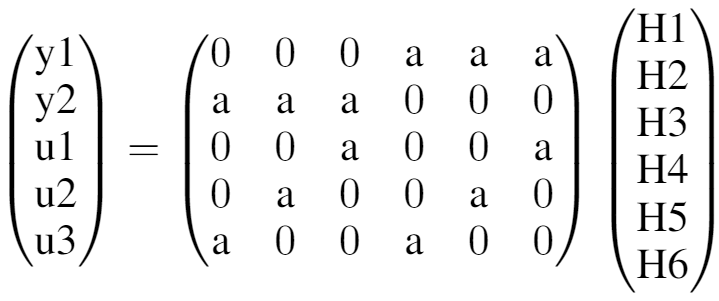 y1 0 0 0 a a a H1
y2 a a a 0 0 0 H2
u1 = 0 0 a 0 0 a H3
u2 0 a 0 0 a 0 H4
u3 a 0 0 a 0 0 H5
H6